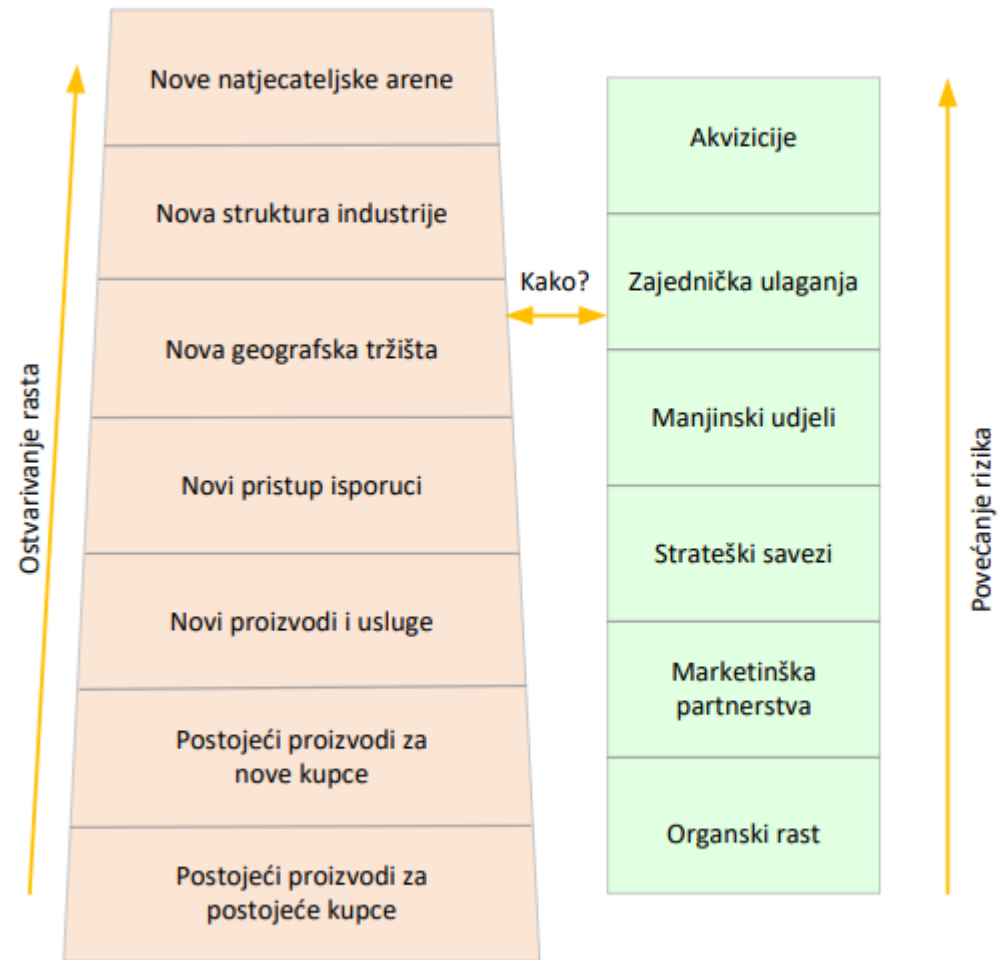 Ostvarivanje rasta
Nove natjecateljske arene
Nova struktura industrije
Nova geografska tržišta
Novi pristup isporuci
Novi proizvodi i usluge
Postojeći proizvodi za
nove kupce
Postojeći proizvodi za
postojeće kupce
Kako?
Akvizicije
Zajednička ulaganja
Manjinski udjeli
Strateški savezi
Marketinška
partnerstva
Organski rast
Povećanje rizika